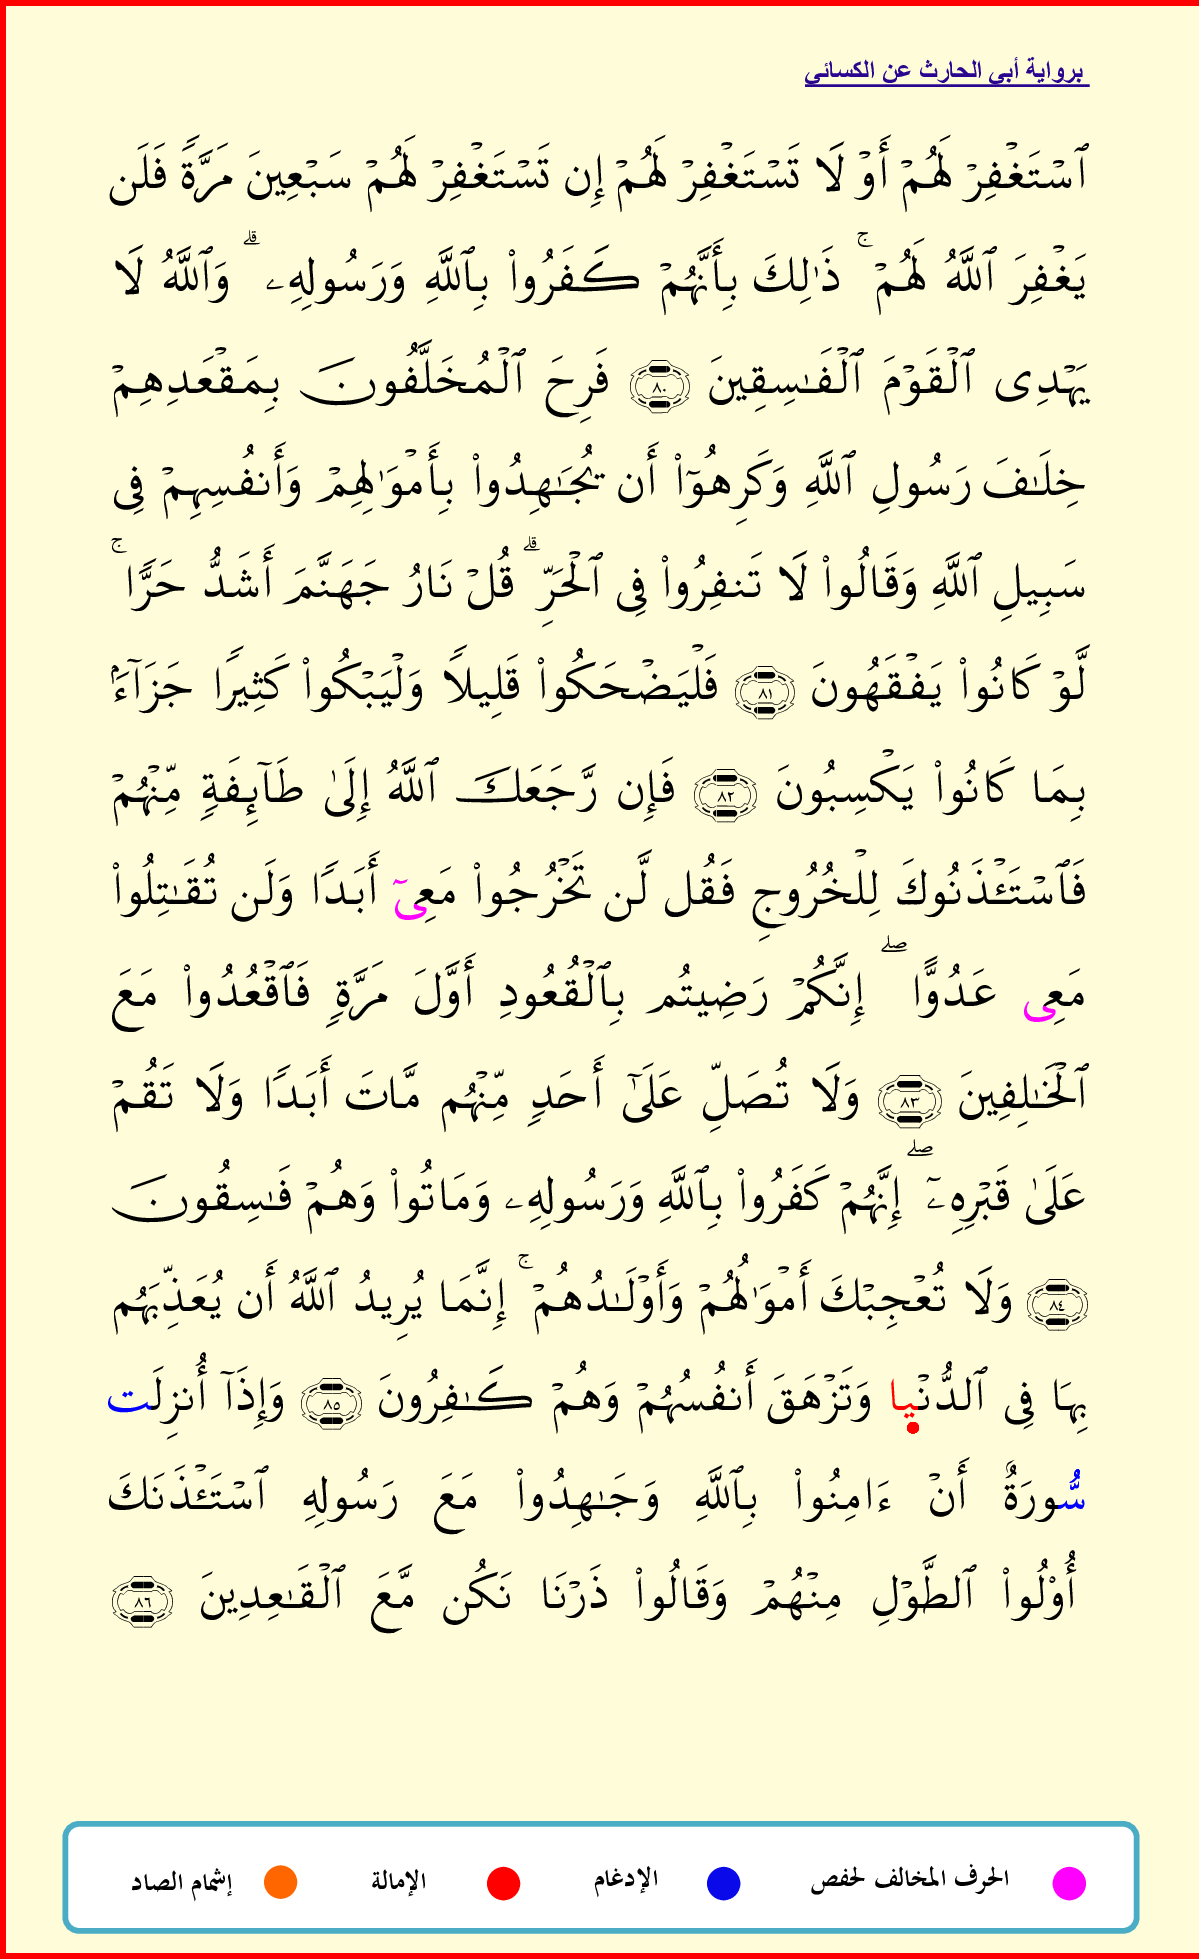 برواية أبي الحارث عن الكسائي
ٱسۡتَغۡفِرۡ لَهُمۡ أَوۡ لَا تَسۡتَغۡفِرۡ لَهُمۡ إِن تَسۡتَغۡفِرۡ لَهُمۡ سَبۡعِينَ مَرَّةٗ فَلَن
يَغۡفِرَ ٱللَّهُ لَهُمۡۚ ذَٰلِكَ بِأَنَّهُمۡ كَفَرُواْ بِٱللَّهِ وَرَسُولِهِۦۗ وَٱللَّهُ لَا
يَهۡدِي ٱلۡقَوۡمَ ٱلۡفَٰسِقِينَ ٨٠ فَرِحَ ٱلۡمُخَلَّفُونَ بِمَقۡعَدِهِمۡ
خِلَٰفَ رَسُولِ ٱللَّهِ وَكَرِهُوٓاْ أَن يُجَٰهِدُواْ بِأَمۡوَٰلِهِمۡ وَأَنفُسِهِمۡ فِي
سَبِيلِ ٱللَّهِ وَقَالُواْ لَا تَنفِرُواْ فِي ٱلۡحَرِّۗ قُلۡ نَارُ جَهَنَّمَ أَشَدُّ حَرّٗاۚ
لَّوۡ كَانُواْ يَفۡقَهُونَ ٨١ فَلۡيَضۡحَكُواْ قَلِيلٗا وَلۡيَبۡكُواْ كَثِيرٗا جَزَآءَۢ
بِمَا كَانُواْ يَكۡسِبُونَ ٨٢ فَإِن رَّجَعَكَ ٱللَّهُ إِلَىٰ طَآئِفَةٖ مِّنۡهُمۡ
فَٱسۡتَـٔۡذَنُوكَ لِلۡخُرُوجِ فَقُل لَّن تَخۡرُجُواْ مَعِيٓ أَبَدٗا وَلَن تُقَٰتِلُواْ
مَعِي عَدُوًّاۖ إِنَّكُمۡ رَضِيتُم بِٱلۡقُعُودِ أَوَّلَ مَرَّةٖ فَٱقۡعُدُواْ مَعَ
ٱلۡخَٰلِفِينَ ٨٣ وَلَا تُصَلِّ عَلَىٰٓ أَحَدٖ مِّنۡهُم مَّاتَ أَبَدٗا وَلَا تَقُمۡ
عَلَىٰ قَبۡرِهِۦٓۖ إِنَّهُمۡ كَفَرُواْ بِٱللَّهِ وَرَسُولِهِۦ وَمَاتُواْ وَهُمۡ فَٰسِقُونَ
٨٤ وَلَا تُعۡجِبۡكَ أَمۡوَٰلُهُمۡ وَأَوۡلَٰدُهُمۡۚ إِنَّمَا يُرِيدُ ٱللَّهُ أَن يُعَذِّبَهُم
بِهَا فِي ٱلدُّنۡيا وَتَزۡهَقَ أَنفُسُهُمۡ وَهُمۡ كَٰفِرُونَ ٨٥ وَإِذَآ أُنزِلَت
سُّورَةٌ أَنۡ ءَامِنُواْ بِٱللَّهِ وَجَٰهِدُواْ مَعَ رَسُولِهِ ٱسۡتَـٔۡذَنَكَ
أُوْلُواْ ٱلطَّوۡلِ مِنۡهُمۡ وَقَالُواْ ذَرۡنَا نَكُن مَّعَ ٱلۡقَٰعِدِينَ ٨٦
الحرف المخالف لحفص الإدغام الإمالة إشمام الصاد